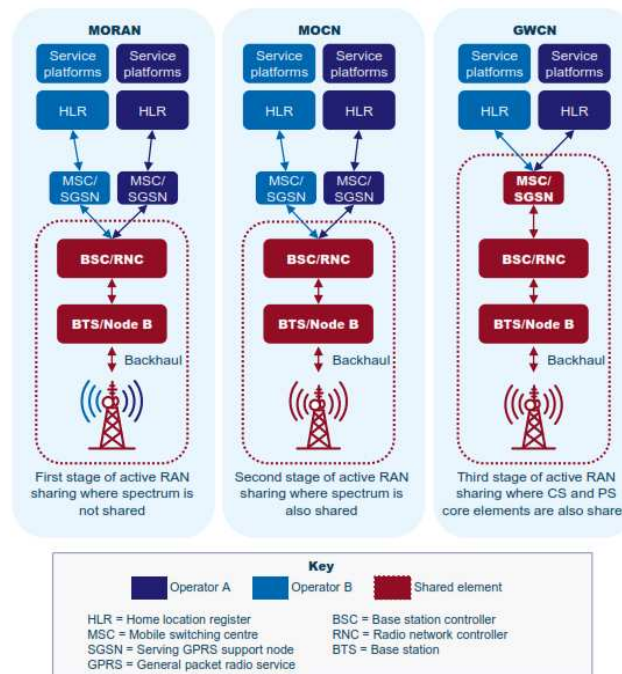 MORAN
Service
platforms
Service
platforms
HLR
HLR
MSC/
SGSN
MSC/
SGSN
BSC/RNC
BTS/Node B
Backhaul
First stage of active RAN
sharing where spectrum is
not shared
MOCN
Service
platforms
Service
platforms
HLR
HLR
MSC/
SGSN
MSC/
SGSN
BSC/RNC
BTS/Node B
Backhaul
Second stage of active RAN
sharing where spectrum is
also shared
GWCN
Service
platforms
Service
platforms
HLR
HLR
MSC/
SGSN
BSC/RNC
BTS/Node B
Backhaul
Third stage of active RAN
sharing where CS and PS
core elements are also share
Key
Operator A
Operator B
Shared element
HLR = Home location register
MSC = Mobile switching centre
SGSN = Serving GPRS support node
GPRS = General packet radio service
BSC = Base station controller
RNC = Radio network controller
BTS = Base station